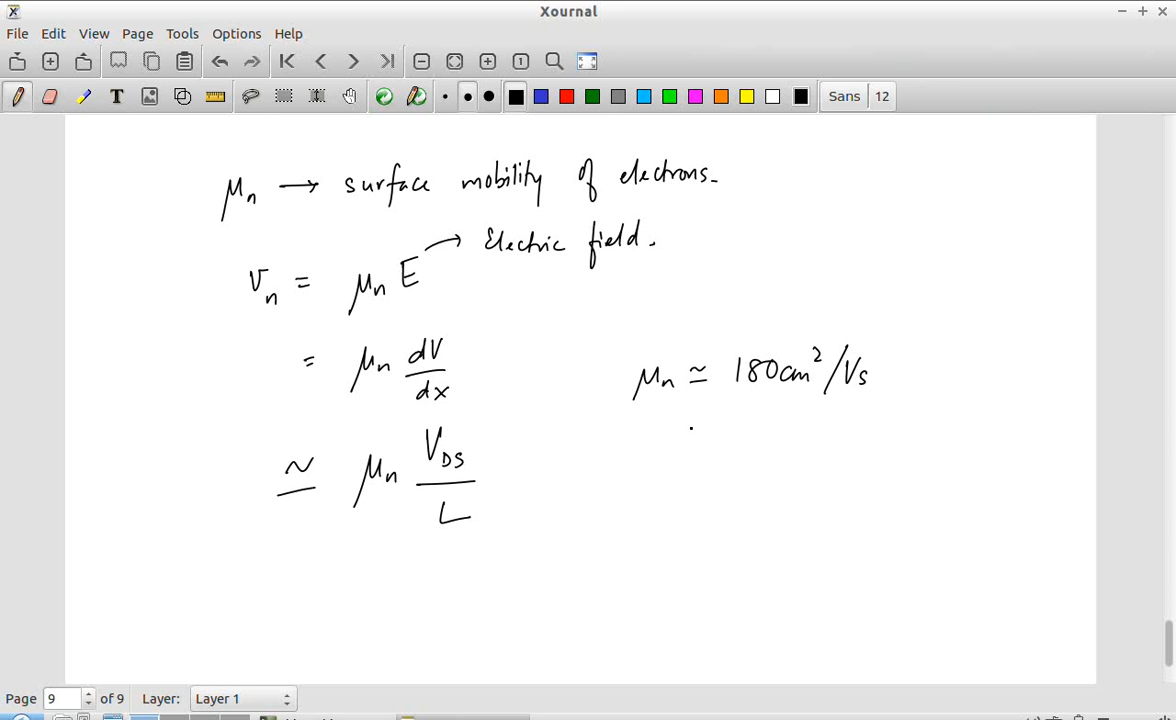 Xournal
File Edit View Page Tools Options Help
Sans 12
μn → surface mobility of electrons.
Vn = μn E → Electric field.
= μn dV/dx
≃ μn VDS/L
μn ≃ 180cm²/Vs
Page 9 of 9 Layer: Layer 1